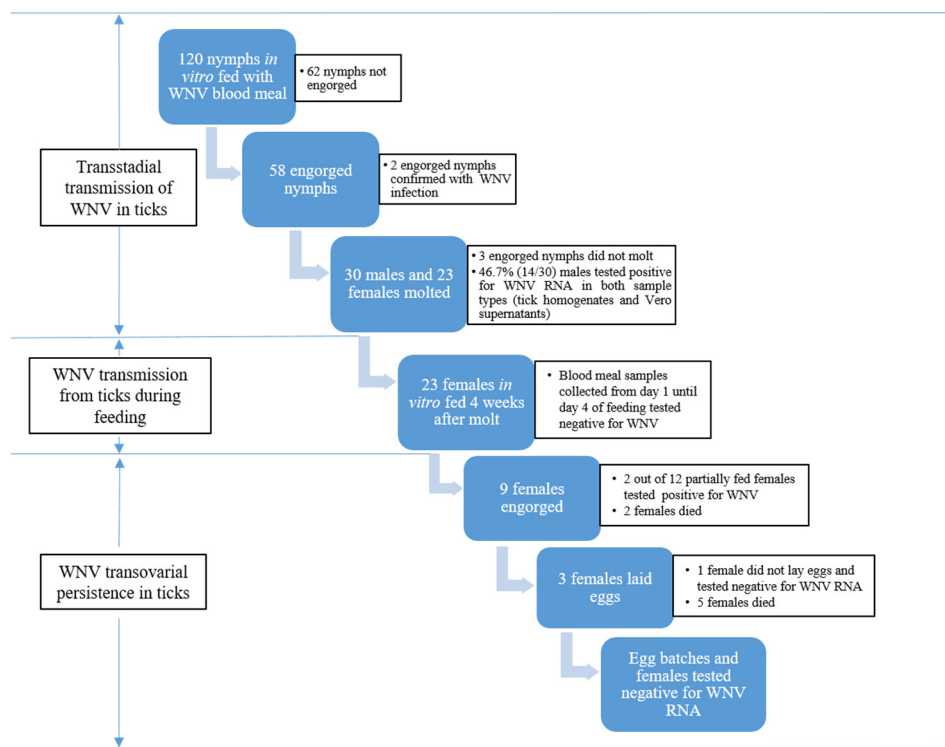 120 nymphs in
vitro fed with
WNV blood meal
• 62 nymphs not
engorged
Transstadial
transmission of
WNV in ticks
58 engorged
nymphs
• 2 engorged nymphs
confirmed with WNV
infection
30 males and 23
females molted
• 3 engorged nymphs did not molt
• 46.7% (14/30) males tested positive
for WNV RNA in both sample
types (tick homogenates and Vero
supernatants)
WNV transmission
from ticks during
feeding
23 females in
vitro fed 4 weeks
after molt
• Blood meal samples
collected from day 1 until
day 4 of feeding tested
negative for WNV
9 females
engorged
• 2 out of 12 partially fed females
tested positive for WNV
• 2 females died
WNV transovarial
persistence in ticks
3 females laid
eggs
• 1 female did not lay eggs and
tested negative for WNV RNA
• 5 females died
Egg batches and
females tested
negative for WNV
RNA